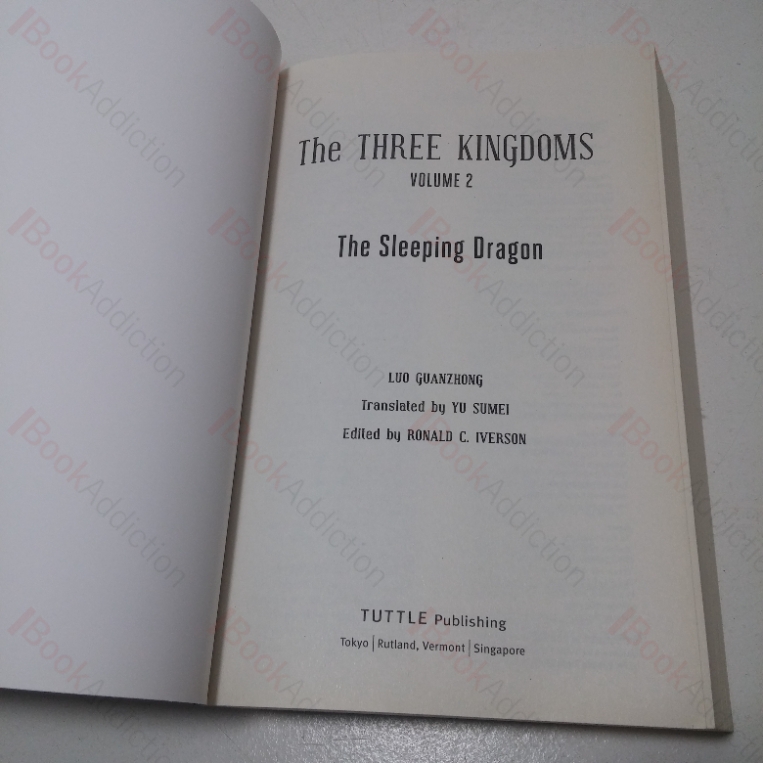 The THREE KINGDOMS
VOLUME 2
The Sleeping Dragon
LUO GUANZHONG
Translated by YU SUMEI
Edited by RONALD C. IVERSON
TUTTLE Publishing
Tokyo | Rutland, Vermont | Singapore
BookAddiction